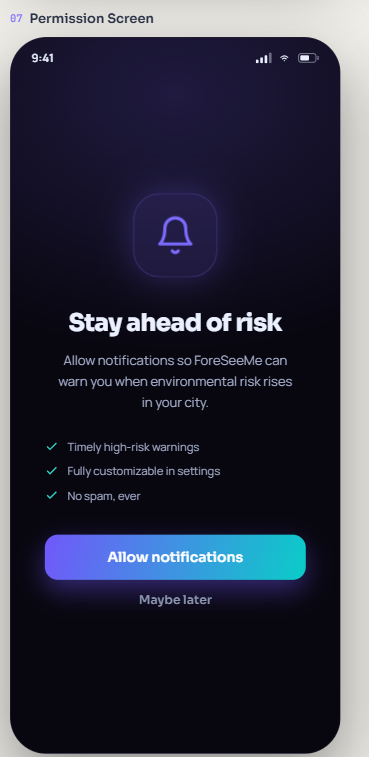 07 Permission Screen
9:41
Stay ahead of risk
Allow notifications so ForeSeeMe can
warn you when environmental risk rises
in your city.
Timely high-risk warnings
Fully customizable in settings
No spam, ever
Allow notifications
Maybe later